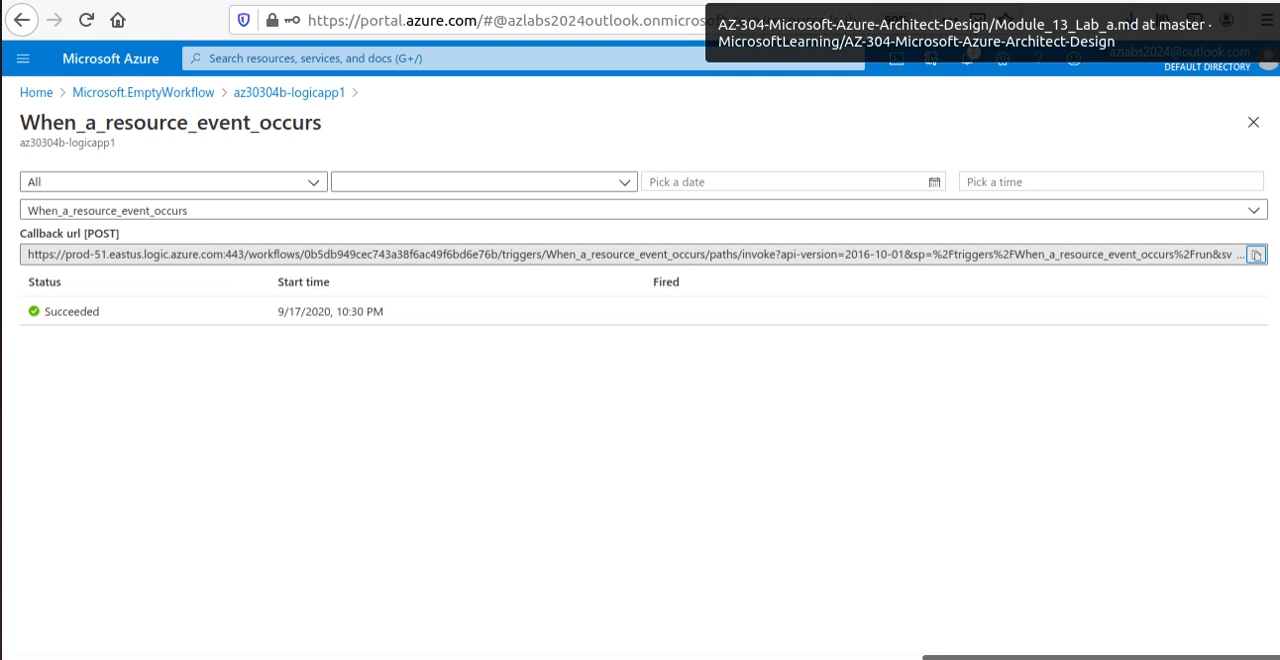 https://portal.azure.com/#@azlabs2024outlook.onmicroso
AZ-304-Microsoft-Azure-Architect-Design/Module_13_Lab_a.md at master ·
MicrosoftLearning/AZ-304-Microsoft-Azure-Architect-Design
Microsoft Azure
Search resources, services, and docs (G+/)
azlabs2024@outlook.com
DEFAULT DIRECTORY
Home > Microsoft.EmptyWorkflow > az30304b-logicapp1 >
When_a_resource_event_occurs
az30304b-logicapp1
All
Pick a date
Pick a time
When_a_resource_event_occurs
Callback url [POST]
https://prod-51.eastus.logic.azure.com:443/workflows/0b5db949cec743a38f6ac49f6bd6e76b/triggers/When_a_resource_event_occurs/paths/invoke?api-version=2016-10-01&sp=%2Ftriggers%2FWhen_a_resource_event_occurs%2Frun&sv ...
Status Start time Fired
Succeeded 9/17/2020, 10:30 PM